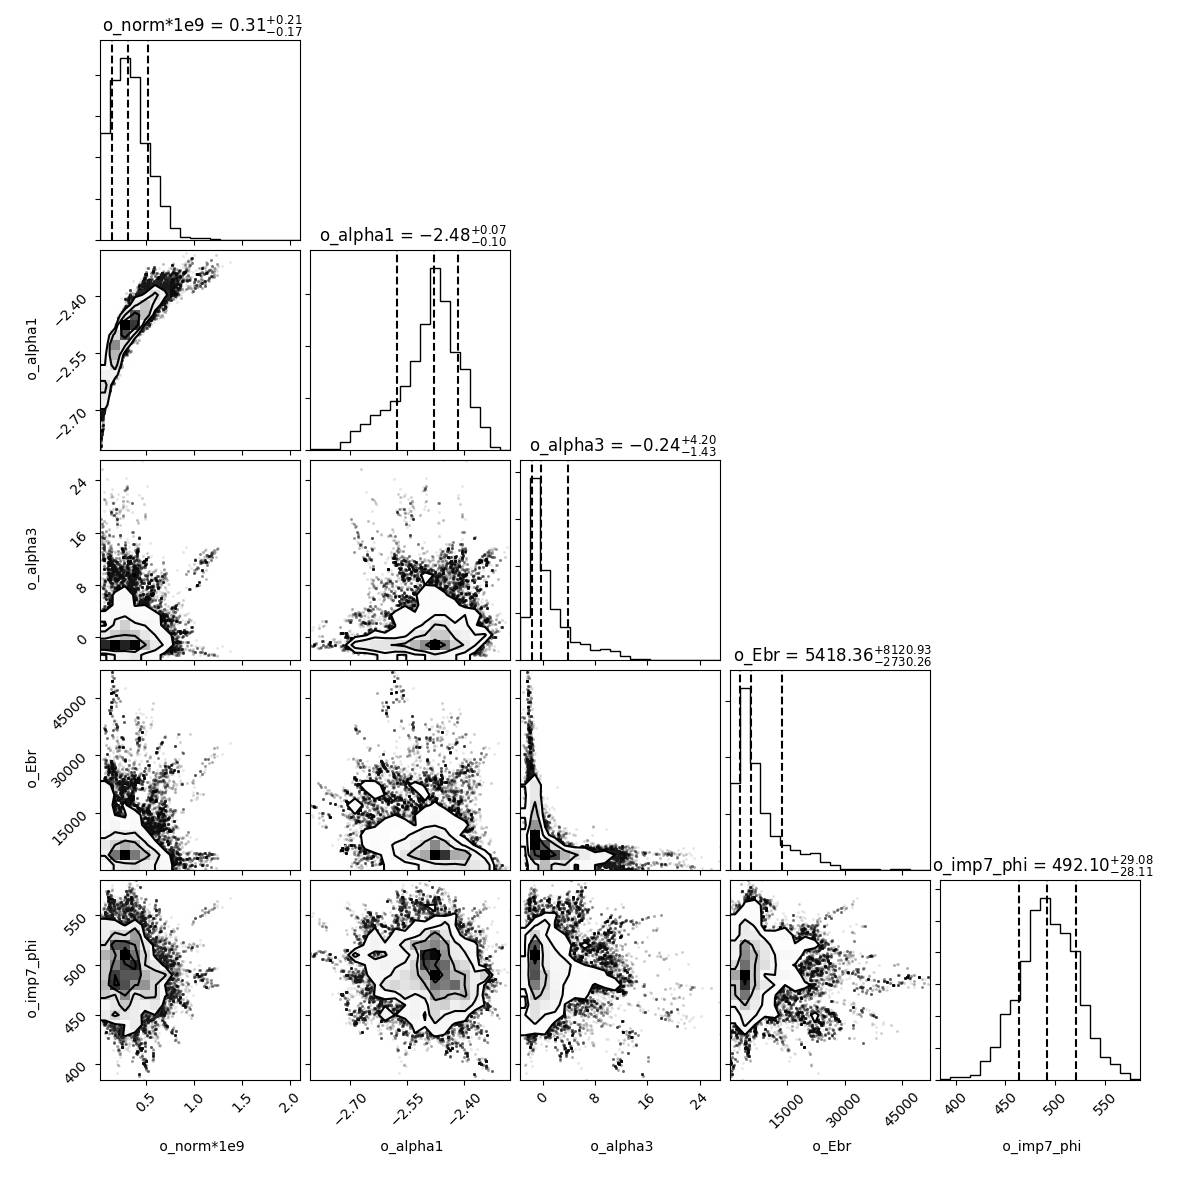 o_norm*1e9 = 0.31+0.21 −0.17
o_alpha1 = −2.48+0.07 −0.10
−2.40
−2.55
−2.70
o_alpha1
o_alpha3 = −0.24+4.20 −1.43
24
16
8
0
o_alpha3
o_Ebr = 5418.36+8120.93 −2730.26
45000
30000
15000
o_Ebr
o_imp7_phi = 492.10+29.08 −28.11
550
500
450
400
o_imp7_phi
0.5 1.0 1.5 2.0 −2.70 −2.55 −2.40 0 8 16 24 15000 30000 45000 400 450 500 550
o_norm*1e9 o_alpha1 o_alpha3 o_Ebr o_imp7_phi